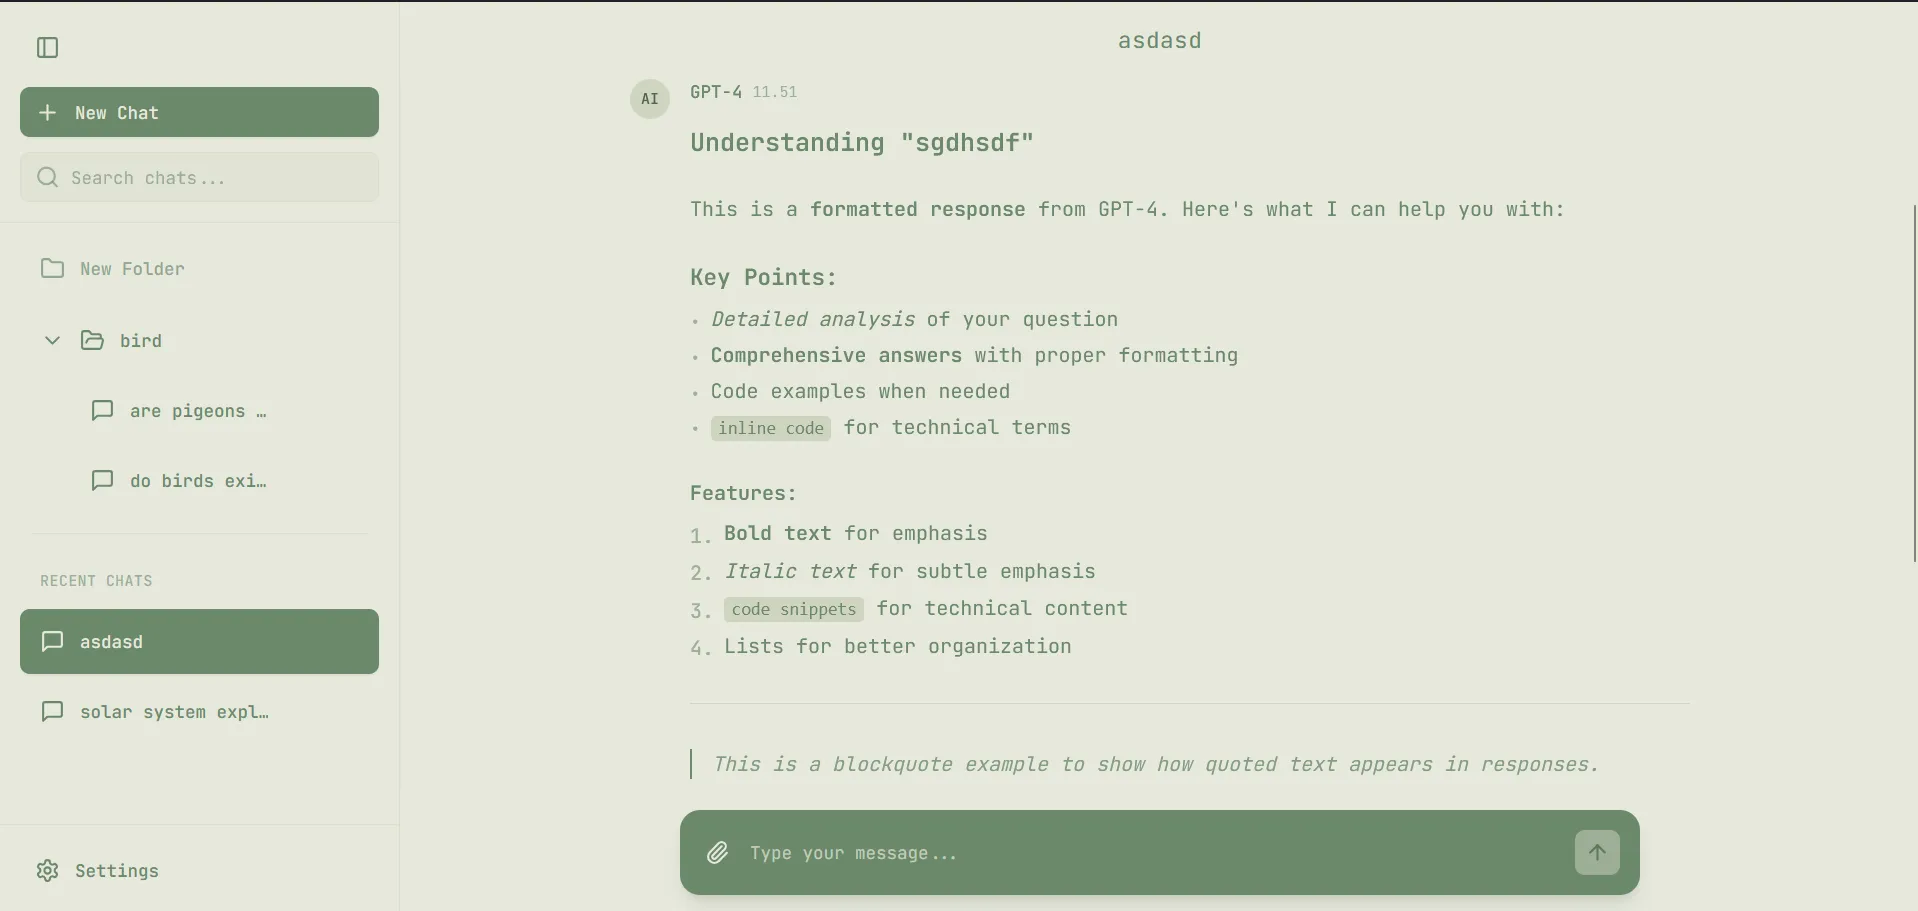 New Chat
Search chats...
New Folder
bird
are pigeons …
do birds exi…
RECENT CHATS
asdasd
solar system expl…
Settings
asdasd
AI
GPT-4 11.51
Understanding "sgdhsdf"
This is a formatted response from GPT-4. Here's what I can help you with:
Key Points:
• Detailed analysis of your question
• Comprehensive answers with proper formatting
• Code examples when needed
• inline code for technical terms
Features:
1. Bold text for emphasis
2. Italic text for subtle emphasis
3. code snippets for technical content
4. Lists for better organization
This is a blockquote example to show how quoted text appears in responses.
Type your message...